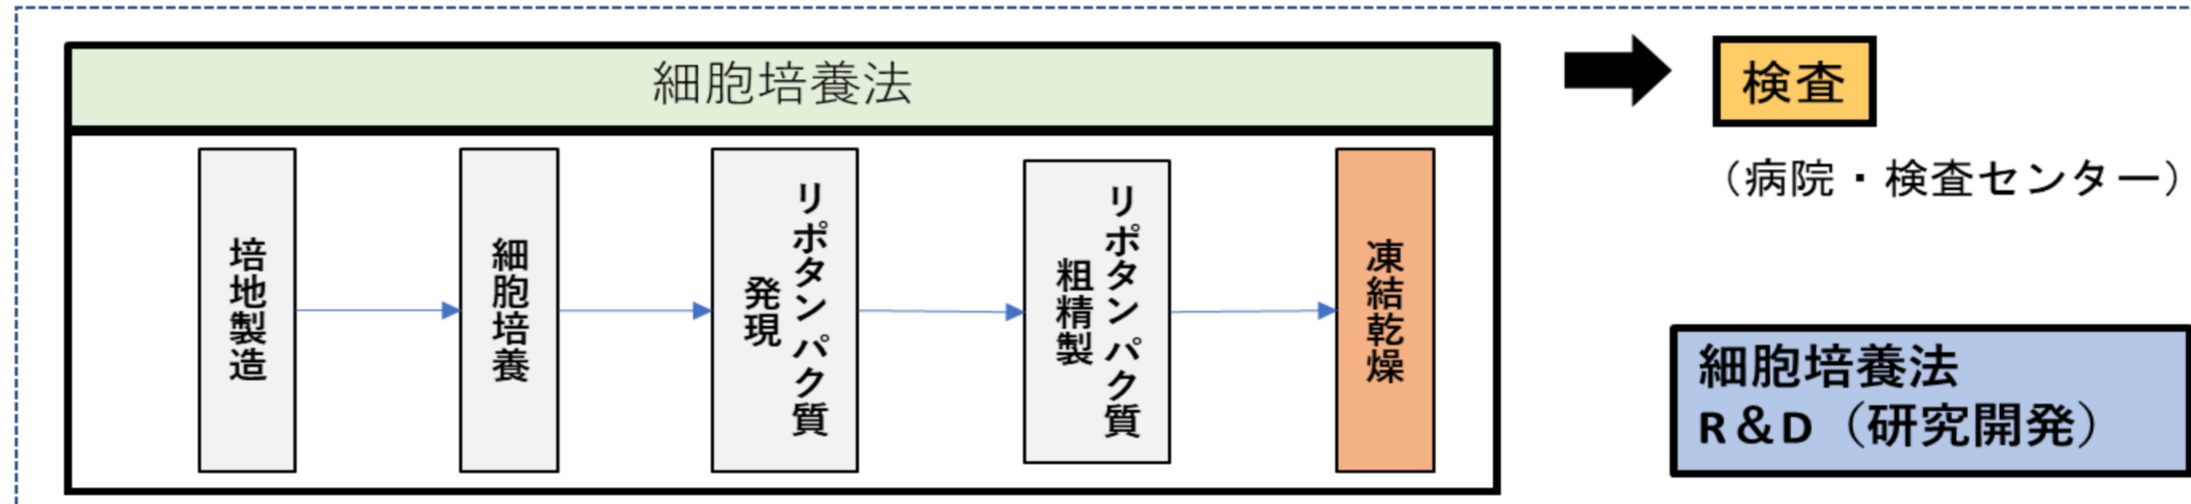 細胞培養法
検査
（病院・検査センター）
培地製造
細胞培養
リポタンパク質
発現
リポタンパク質
粗精製
凍結乾燥
細胞培養法
R＆D（研究開発）